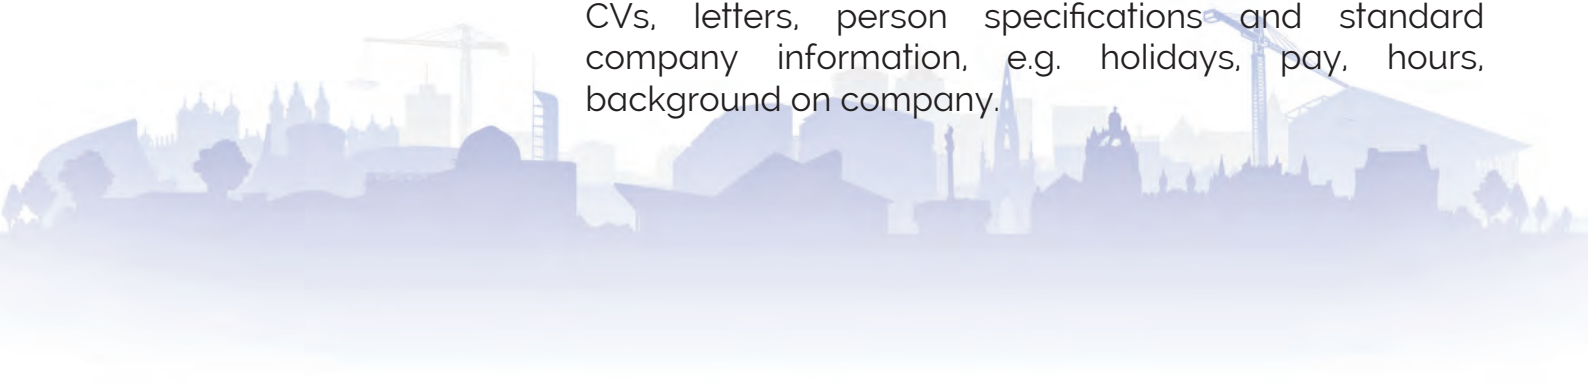 CVs, letters, person specifications and standard
company information, e.g. holidays, pay, hours,
background on company.